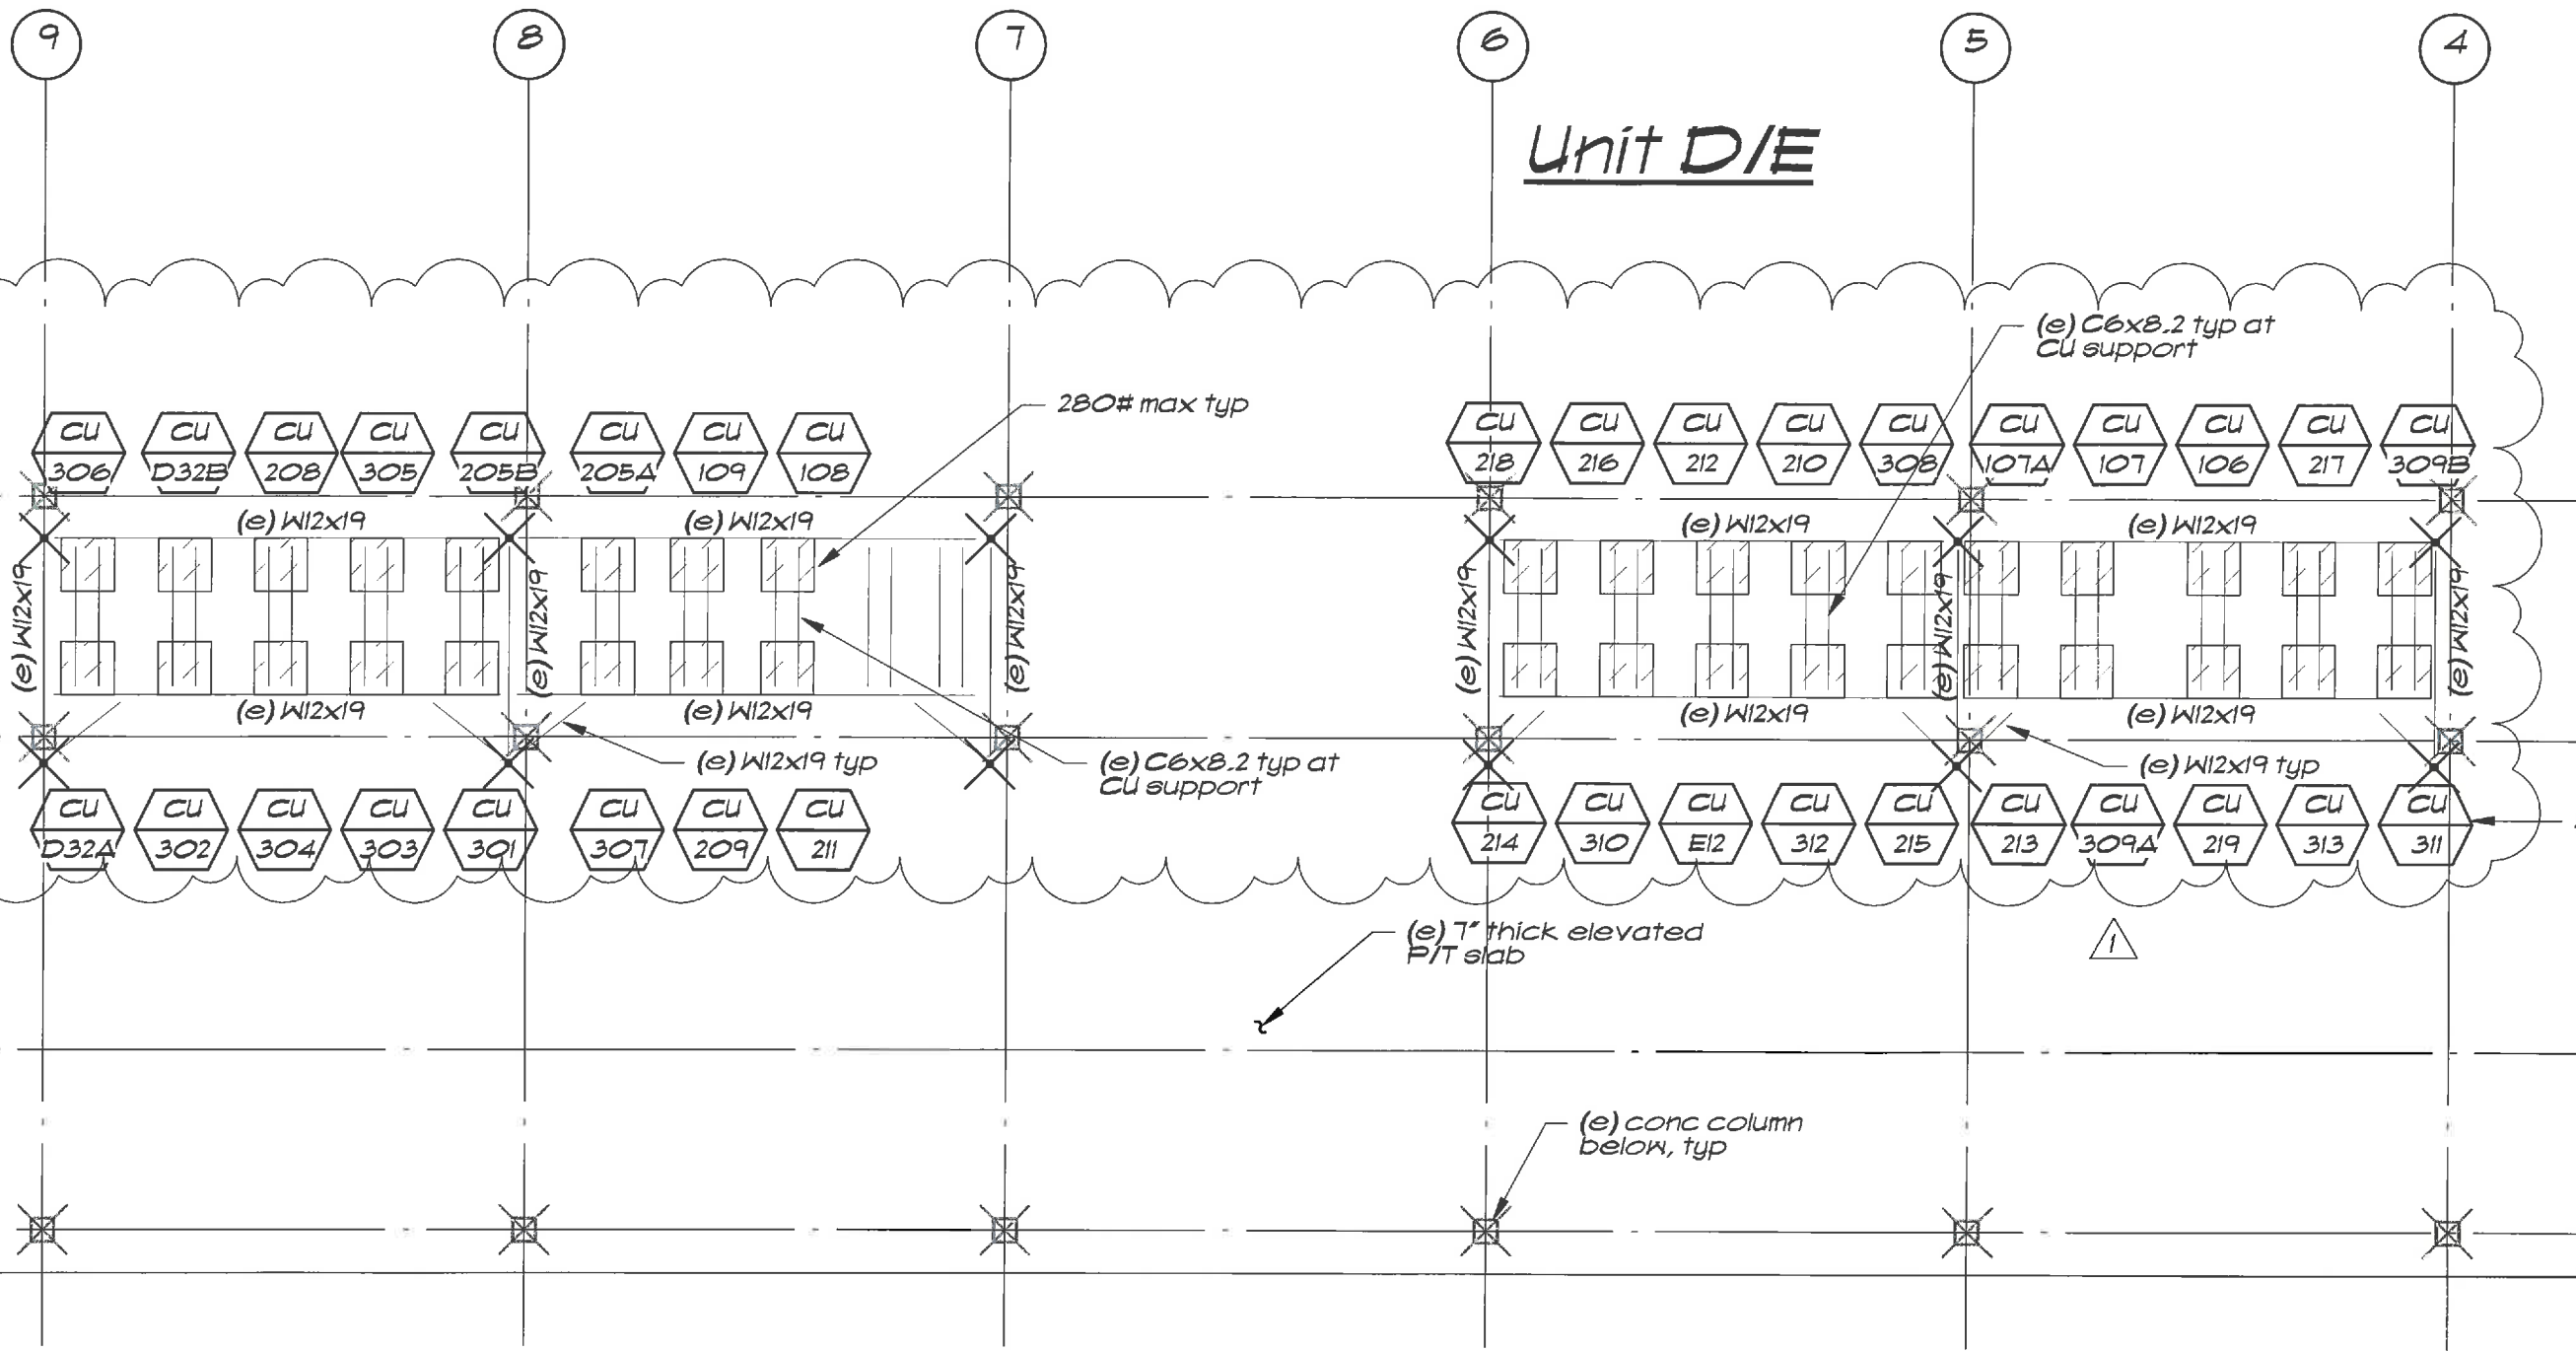 9
8
7
6
5
4
Unit D/E
(e) C6x8.2 typ at
CU support
280# max typ
CU 306
CU D32B
CU 208
CU 305
CU 205B
CU 205A
CU 109
CU 108
CU 218
CU 216
CU 212
CU 210
CU 308
CU 107A
CU 107
CU 106
CU 217
CU 309B
(e) W12x19
(e) W12x19
(e) W12x19
(e) W12x19
(e) W12x19
(e) W12x19
(e) W12x19
(e) W12x19
(e) W12x19
(e) W12x19
(e) W12x19
(e) W12x19
(e) W12x19
(e) W12x19
(e) W12x19 typ
(e) C6x8.2 typ at
CU support
(e) W12x19 typ
CU D32A
CU 302
CU 304
CU 303
CU 301
CU 307
CU 209
CU 211
CU 214
CU 310
CU E12
CU 312
CU 215
CU 213
CU 309A
CU 219
CU 313
CU 311
(e) 7" thick elevated
P/T slab
1
(e) conc column
below, typ